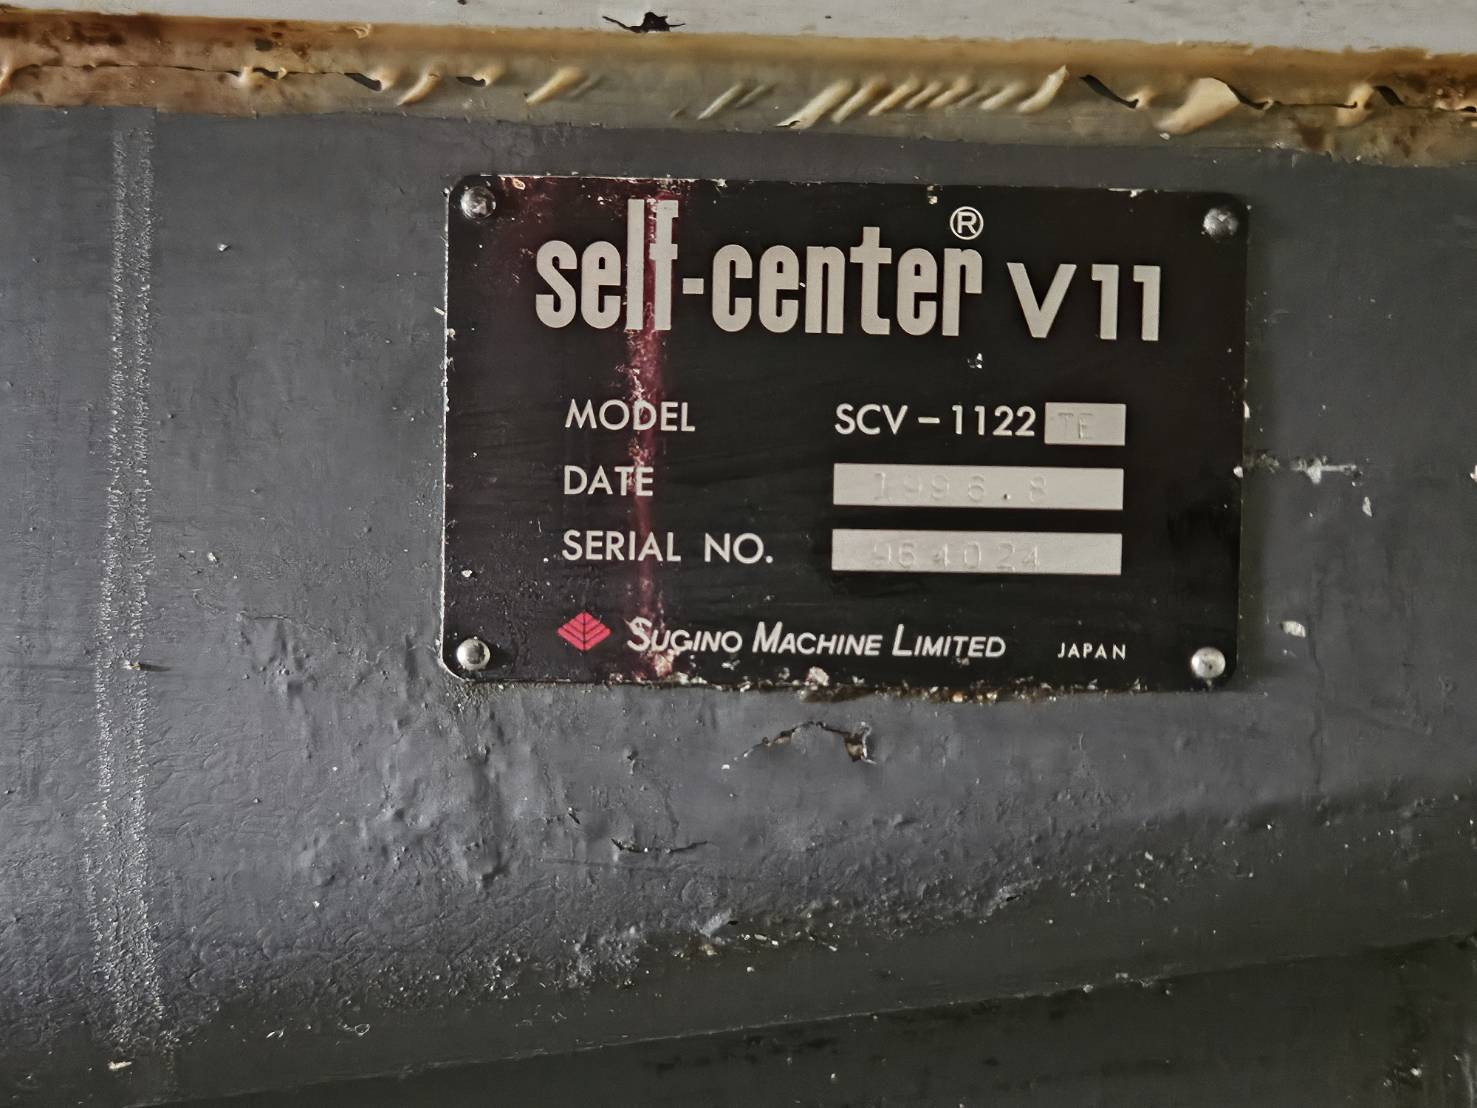 self-center® V11
MODEL SCV-1122 TE
DATE 1996.8
SERIAL NO. 964024
SUGINO MACHINE LIMITED JAPAN